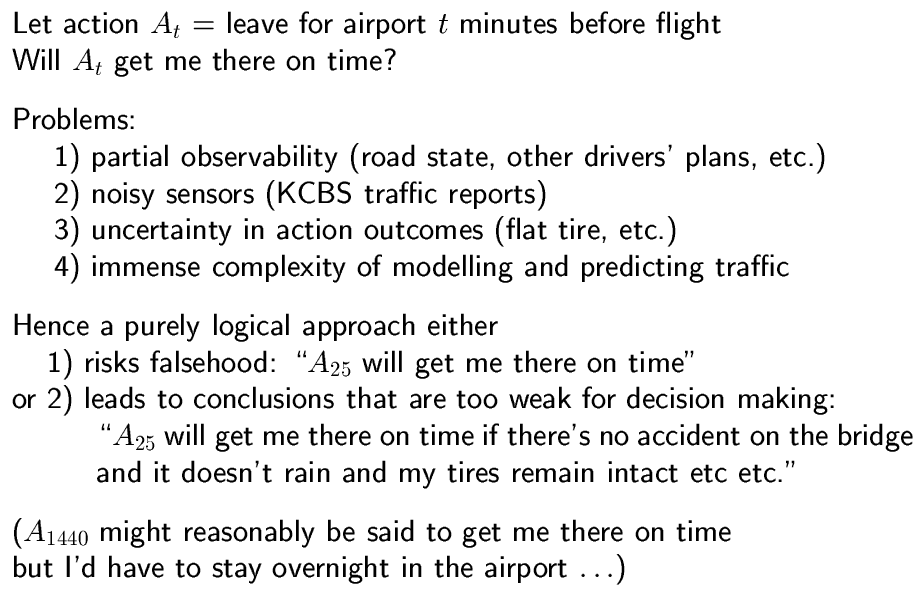 Let action A_t = leave for airport t minutes before flight
Will A_t get me there on time?
Problems:
1) partial observability (road state, other drivers' plans, etc.)
2) noisy sensors (KCBS traffic reports)
3) uncertainty in action outcomes (flat tire, etc.)
4) immense complexity of modelling and predicting traffic
Hence a purely logical approach either
1) risks falsehood: “A_25 will get me there on time”
or 2) leads to conclusions that are too weak for decision making:
“A_25 will get me there on time if there's no accident on the bridge
and it doesn't rain and my tires remain intact etc etc.”
(A_1440 might reasonably be said to get me there on time
but I'd have to stay overnight in the airport ...)